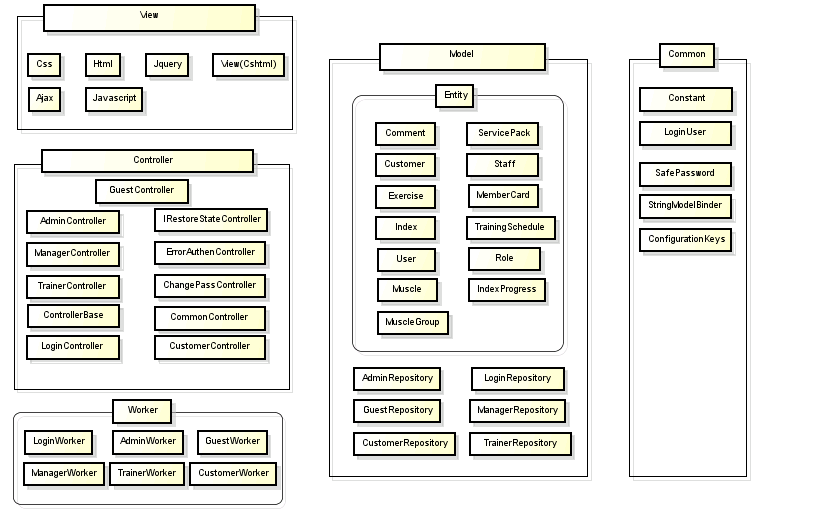 View
Css
Html
Jquery
View(Cshtml)
Ajax
Javascript
Controller
GuestController
AdminController
IRestoreStateController
ManagerController
ErrorAuthenController
TrainerController
ChangePassController
ControllerBase
CommonController
LoginController
CustomerController
Worker
LoginWorker
AdminWorker
GuestWorker
ManagerWorker
TrainerWorker
CustomerWorker
Model
Entity
Comment
ServicePack
Customer
Staff
Exercise
MemberCard
Index
TrainingSchedule
User
Role
Muscle
IndexProgress
MuscleGroup
AdminRepository
LoginRepository
GuestRepository
ManagerRepository
CustomerRepository
TrainerRepository
Common
Constant
LoginUser
SafePassword
StringModelBinder
ConfigurationKeys